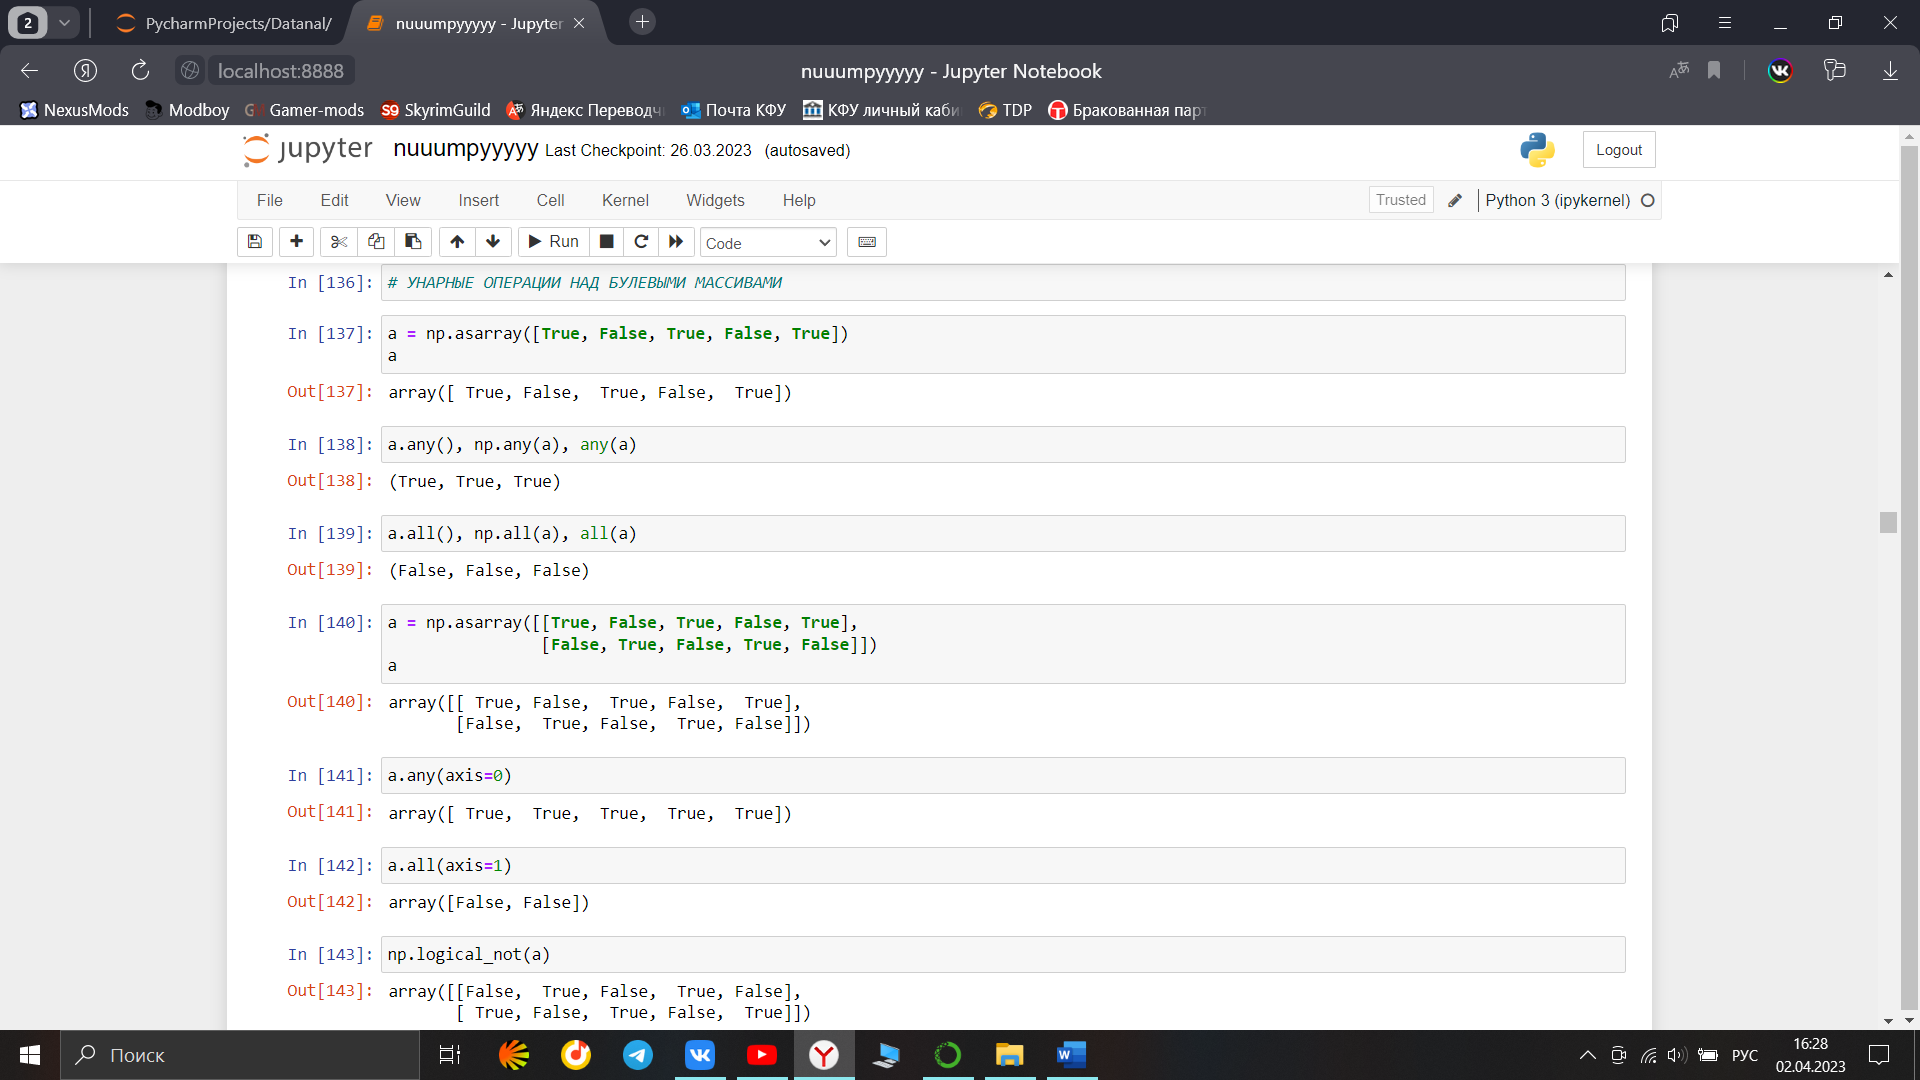 2
PycharmProjects/Datanal/
nuuumpyyyyy - Jupyter
localhost:8888
nuuumpyyyyy - Jupyter Notebook
NexusMods
Modboy
Gamer-mods
SkyrimGuild
Яндекс Переводч
Почта КФУ
КФУ личный каби
TDP
Бракованная пар
jupyter nuuumpyyyyy Last Checkpoint: 26.03.2023 (autosaved)
Logout
File Edit View Insert Cell Kernel Widgets Help
Trusted
Python 3 (ipykernel)
Run
Code
In [136]: # УНАРНЫЕ ОПЕРАЦИИ НАД БУЛЕВЫМИ МАССИВАМИ
In [137]: a = np.asarray([True, False, True, False, True])
a
Out[137]: array([ True, False,  True, False,  True])
In [138]: a.any(), np.any(a), any(a)
Out[138]: (True, True, True)
In [139]: a.all(), np.all(a), all(a)
Out[139]: (False, False, False)
In [140]: a = np.asarray([[True, False, True, False, True],
[False, True, False, True, False]])
a
Out[140]: array([[ True, False,  True, False,  True],
[False,  True, False,  True, False]])
In [141]: a.any(axis=0)
Out[141]: array([ True,  True,  True,  True,  True])
In [142]: a.all(axis=1)
Out[142]: array([False, False])
In [143]: np.logical_not(a)
Out[143]: array([[False,  True, False,  True, False],
[ True, False,  True, False,  True]])
Поиск
РУС
16:28
02.04.2023